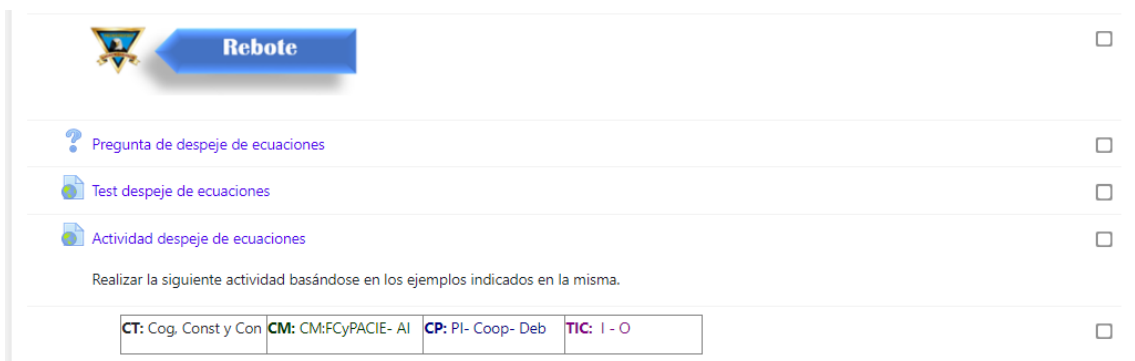 Rebote
Pregunta de despeje de ecuaciones
Test despeje de ecuaciones
Actividad despeje de ecuaciones
Realizar la siguiente actividad basándose en los ejemplos indicados en la misma.
CT: Cog, Const y Con CM: CM:FCyPACIE- AI CP: PI- Coop- Deb TIC: I - O